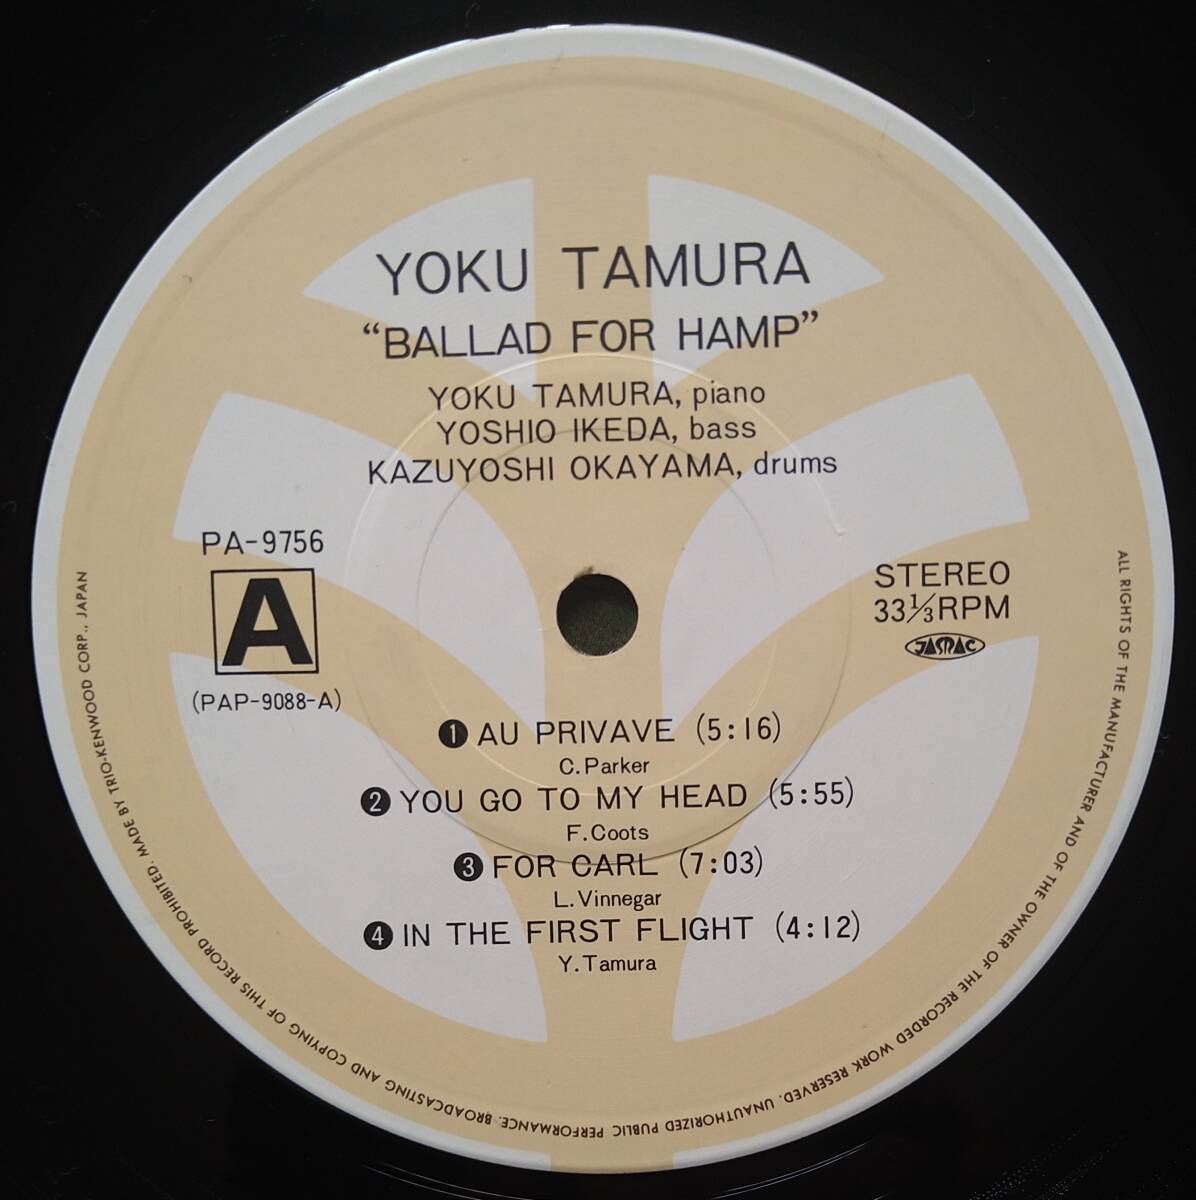 YOKU TAMURA
“BALLAD FOR HAMP”
YOKU TAMURA, piano
YOSHIO IKEDA, bass
KAZUYOSHI OKAYAMA, drums
PA-9756
A
(PAP-9088-A)
STEREO
33⅓RPM
JASRAC
❶ AU PRIVAVE (5:16)
C.Parker
❷ YOU GO TO MY HEAD (5:55)
F.Coots
❸ FOR CARL (7:03)
L.Vinnegar
❹ IN THE FIRST FLIGHT (4:12)
Y.Tamura
ALL RIGHTS OF THE MANUFACTURER AND OF THE OWNER OF THE RECORDED WORK RESERVED. UNAUTHORIZED PUBLIC PERFORMANCE. BROADCASTING AND COPYING OF THIS RECORD PROHIBITED. MADE BY TRIO-KENWOOD CORP., JAPAN